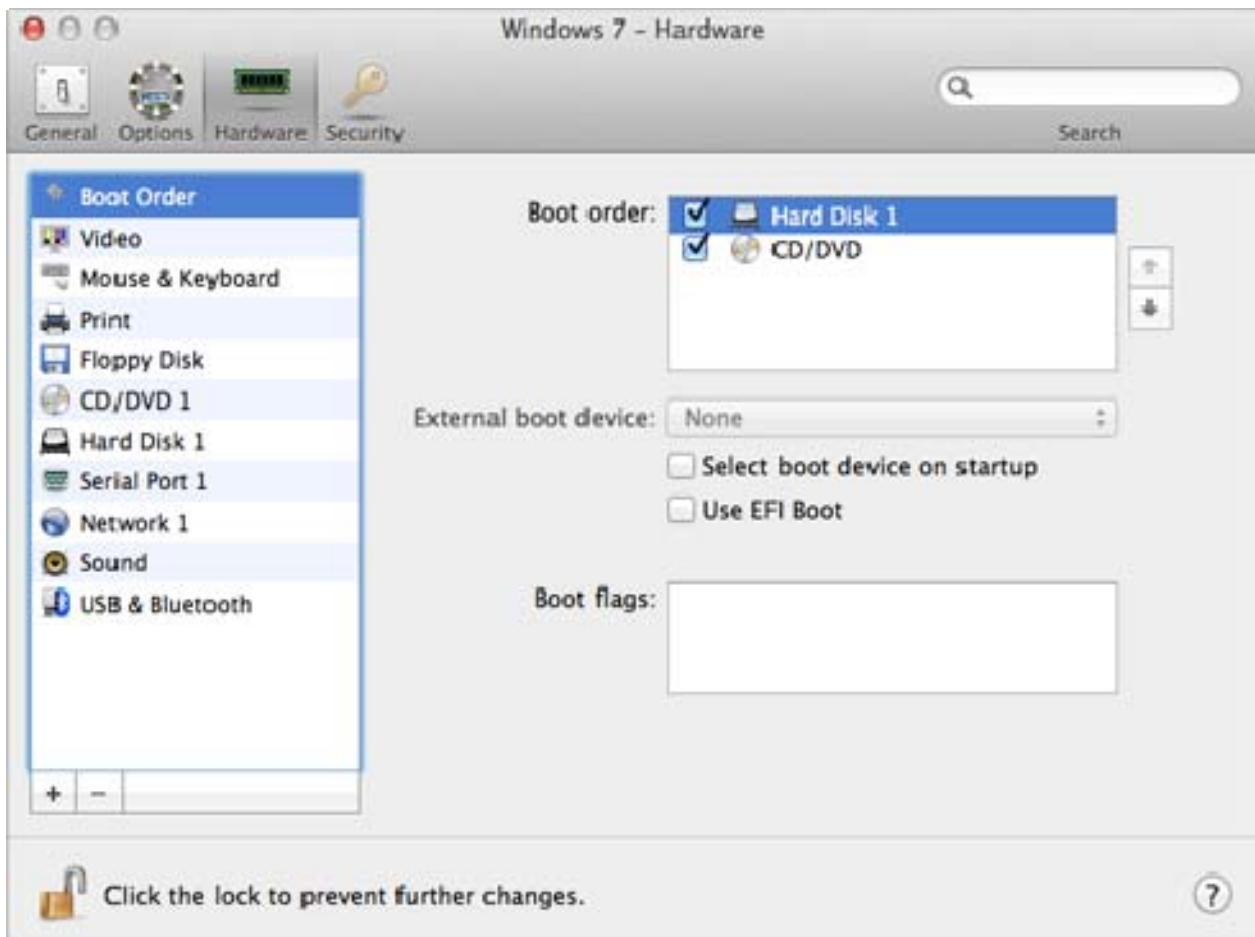 Windows 7 - Hardware
General Options Hardware Security
Search
Boot Order
Video
Mouse & Keyboard
Print
Floppy Disk
CD/DVD 1
Hard Disk 1
Serial Port 1
Network 1
Sound
USB & Bluetooth
+ -
Boot order: Hard Disk 1
CD/DVD
External boot device: None
Select boot device on startup
Use EFI Boot
Boot flags:
Click the lock to prevent further changes.
?